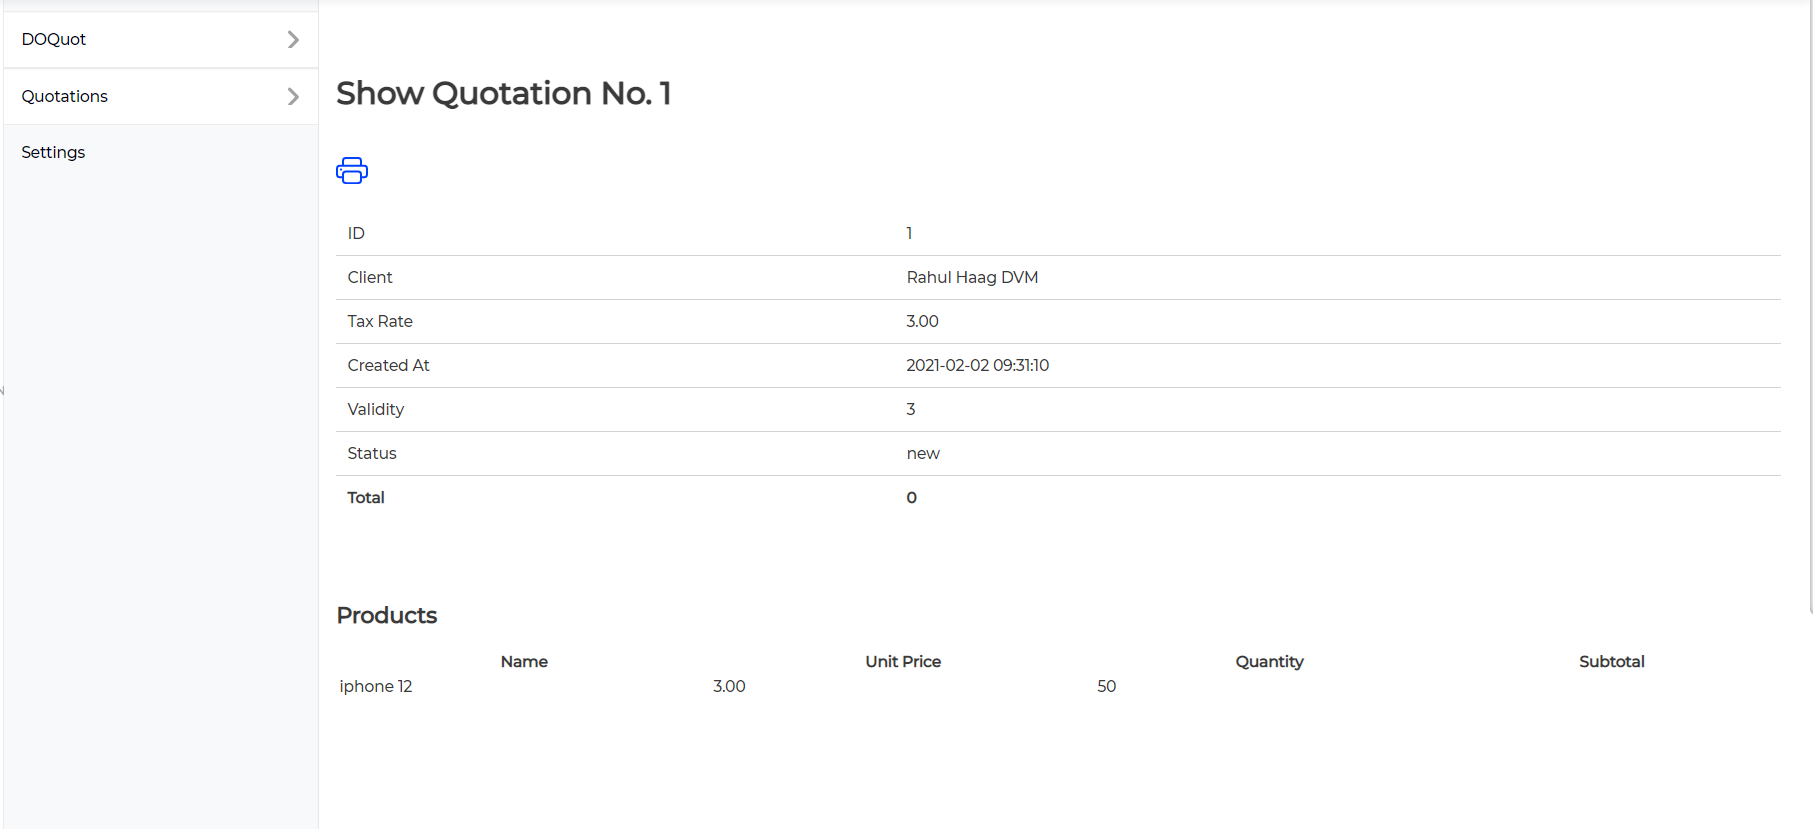 DOQuot
Quotations
Settings
Show Quotation No. 1
ID 1
Client Rahul Haag DVM
Tax Rate 3.00
Created At 2021-02-02 09:31:10
Validity 3
Status new
Total 0
Products
Name Unit Price Quantity Subtotal
iphone 12 3.00 50